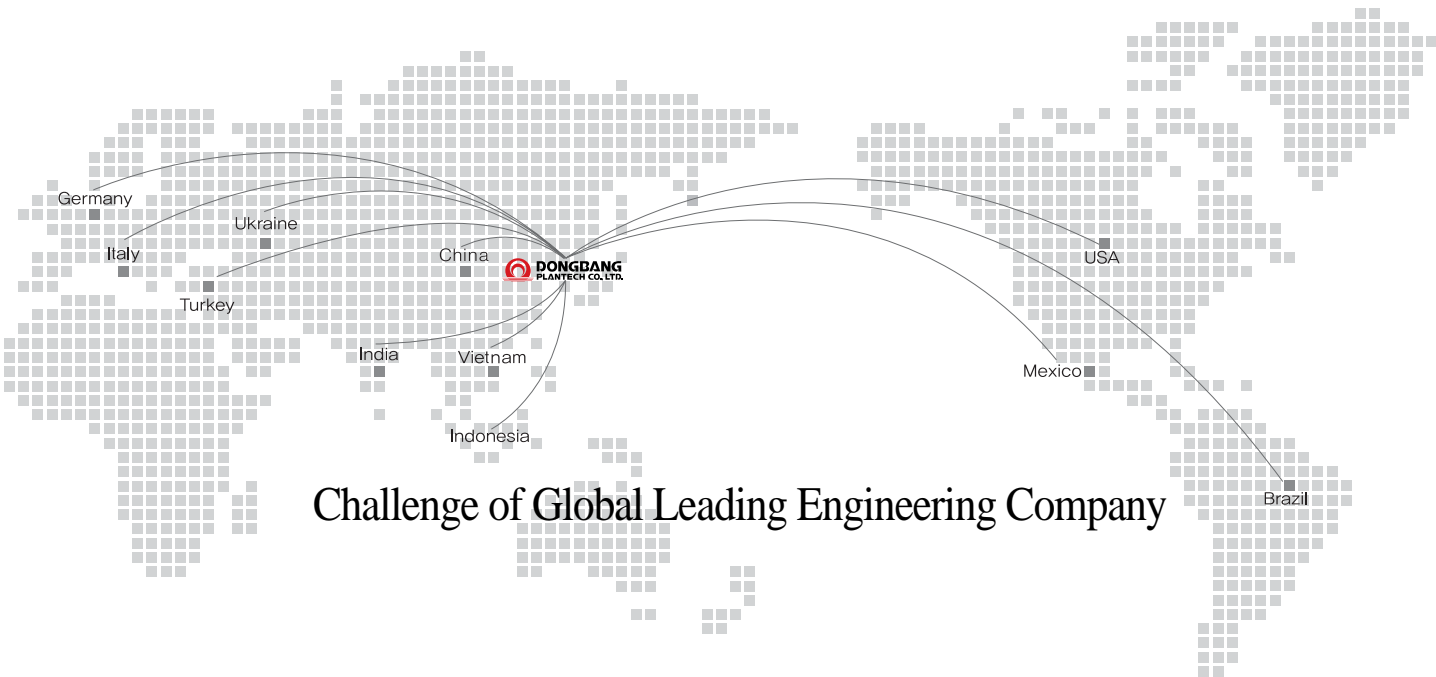 Germany
Ukraine
Italy
China
USA
DONGBANG
PLANTECH CO., LTD.
Turkey
India
Vietnam
Mexico
Indonesia
Challenge of Global Leading Engineering Company
Brazil